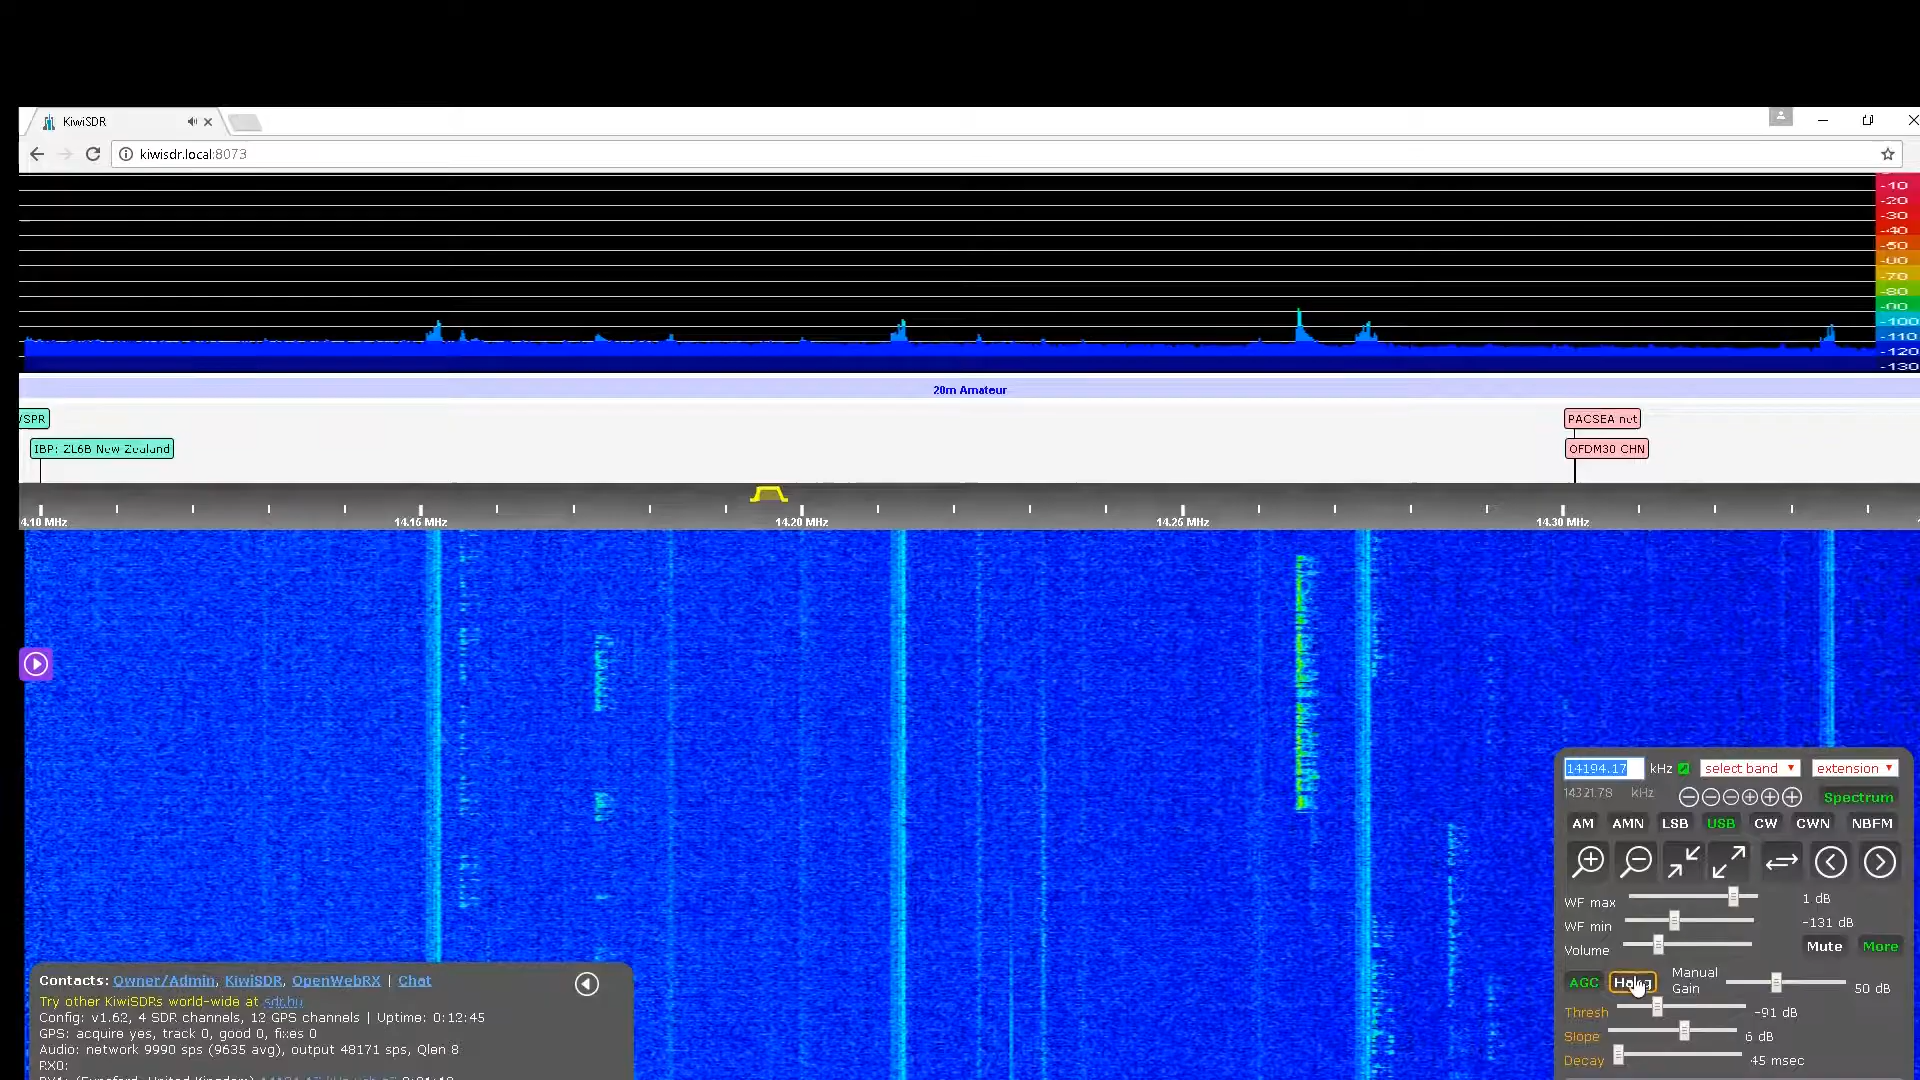 KiwiSDR
kiwisdr.local:8073
-10
-20
-30
-40
-50
-60
-70
-80
-90
-100
-110
-120
-130
20m Amateur
PACSEA net
IBP: ZL6B New Zealand
OFDM30 CHN
4.10 MHz 14.15 MHz 14.20 MHz 14.25 MHz 14.30 MHz
14194.17 kHz select band extension
14321.78 kHz Spectrum
AM AMN LSB USB CW CWN NBFM
WF max 1 dB
WF min -131 dB
Volume Mute More
AGC Manual Gain 50 dB
Thresh -91 dB
Slope 6 dB
Decay 45 msec
Contacts: Owner/Admin, KiwiSDR, OpenWebRX | Chat
Try other KiwiSDRs world-wide at sdr.hu
Config: v1.62, 4 SDR channels, 12 GPS channels | Uptime: 0:12:45
GPS: acquire yes, track 0, good 0, fixes 0
Audio: network 9990 sps (9635 avg), output 48171 sps, Qlen 8
RX0: